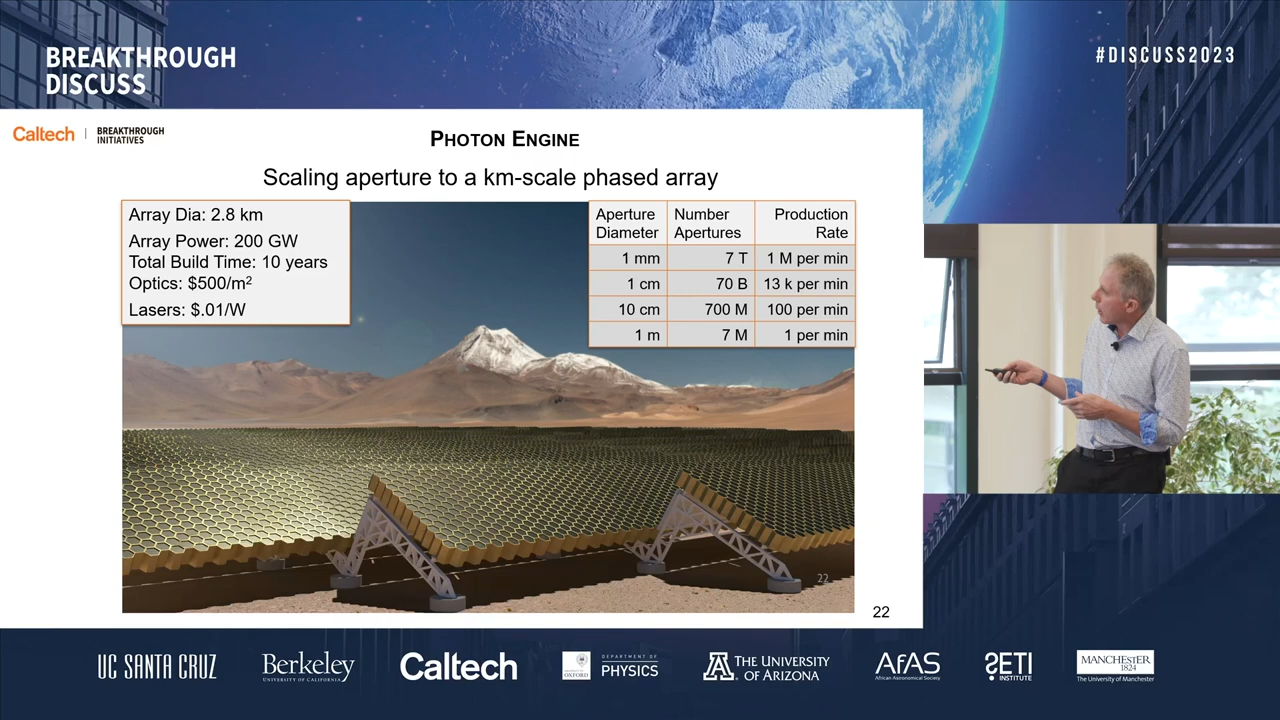 BREAKTHROUGH
DISCUSS
#DISCUSS2023
Caltech | BREAKTHROUGH
INITIATIVES
PHOTON ENGINE
Scaling aperture to a km-scale phased array
Array Dia: 2.8 km
Array Power: 200 GW
Total Build Time: 10 years
Optics: $500/m²
Lasers: $.01/W
Aperture Diameter Number Apertures Production Rate
1 mm 7 T 1 M per min
1 cm 70 B 13 k per min
10 cm 700 M 100 per min
1 m 7 M 1 per min
22
22
UC SANTA CRUZ
Berkeley
UNIVERSITY OF CALIFORNIA
Caltech
UNIVERSITY OF
OXFORD
DEPARTMENT OF
PHYSICS
THE UNIVERSITY
OF ARIZONA
AfAS
African Astronomical Society
SETI
INSTITUTE
MANCHESTER
1824
The University of Manchester